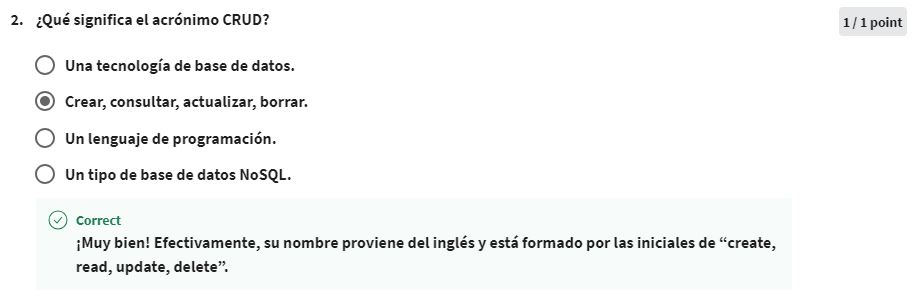 2. ¿Qué significa el acrónimo CRUD?
1 / 1 point
Una tecnología de base de datos.
Crear, consultar, actualizar, borrar.
Un lenguaje de programación.
Un tipo de base de datos NoSQL.
Correct
¡Muy bien! Efectivamente, su nombre proviene del inglés y está formado por las iniciales de “create,
read, update, delete”.